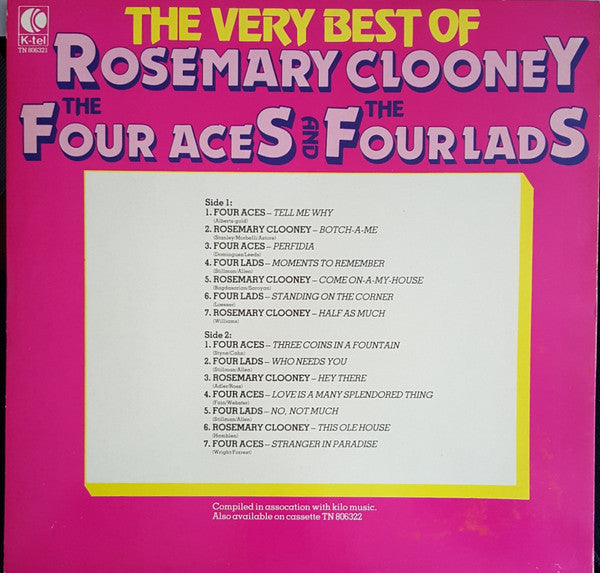 K-tel
TN 806321
THE VERY BEST OF
ROSEMARY CLOONEY
THE FOUR ACES AND THE FOUR LADS
Side 1:
1. FOUR ACES – TELL ME WHY
(Alberts-gold)
2. ROSEMARY CLOONEY – BOTCH-A-ME
(Stanley/Morbelli/Astore)
3. FOUR ACES – PERFIDIA
(Dominguez/Leeds)
4. FOUR LADS – MOMENTS TO REMEMBER
(Stillman/Allen)
5. ROSEMARY CLOONEY – COME ON-A-MY-HOUSE
(Bagdasarian/Saroyan)
6. FOUR LADS – STANDING ON THE CORNER
(Loesser)
7. ROSEMARY CLOONEY – HALF AS MUCH
(Williams)
Side 2:
1. FOUR ACES – THREE COINS IN A FOUNTAIN
(Styne/Cahn)
2. FOUR LADS – WHO NEEDS YOU
(Stillman/Allen)
3. ROSEMARY CLOONEY – HEY THERE
(Adler/Ross)
4. FOUR ACES – LOVE IS A MANY SPLENDORED THING
(Fain/Webster)
5. FOUR LADS – NO, NOT MUCH
(Stillman/Allen)
6. ROSEMARY CLOONEY – THIS OLE HOUSE
(Hamblen)
7. FOUR ACES – STRANGER IN PARADISE
(Wright/Forrest)
Compiled in assocation with kilo music.
Also available on cassette TN 806322